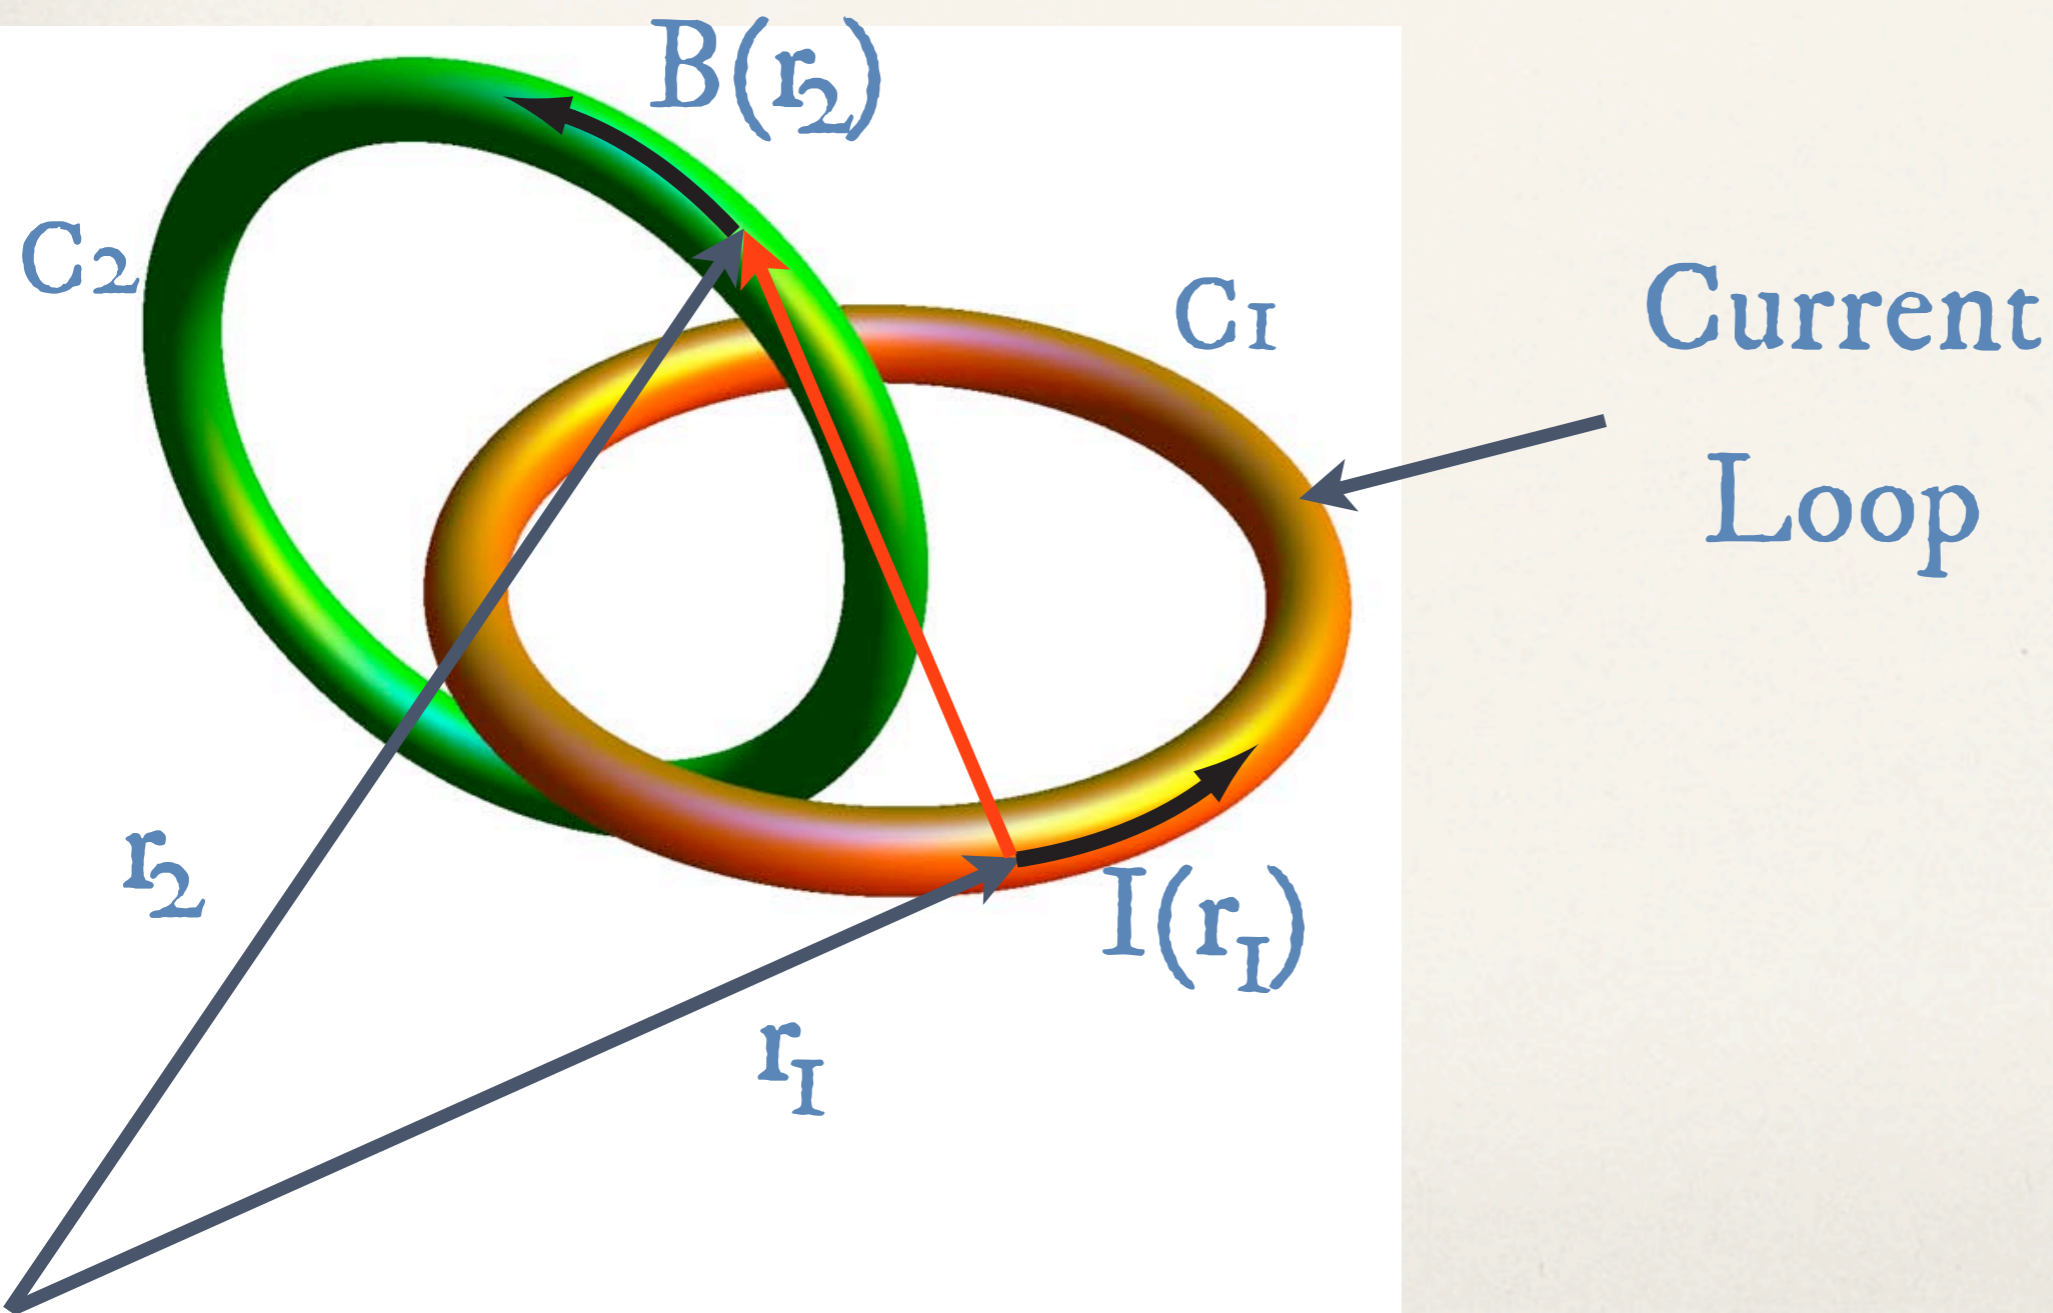 B(r₂)
C2
C1
Current
Loop
r₂
I(r₁)
r₁